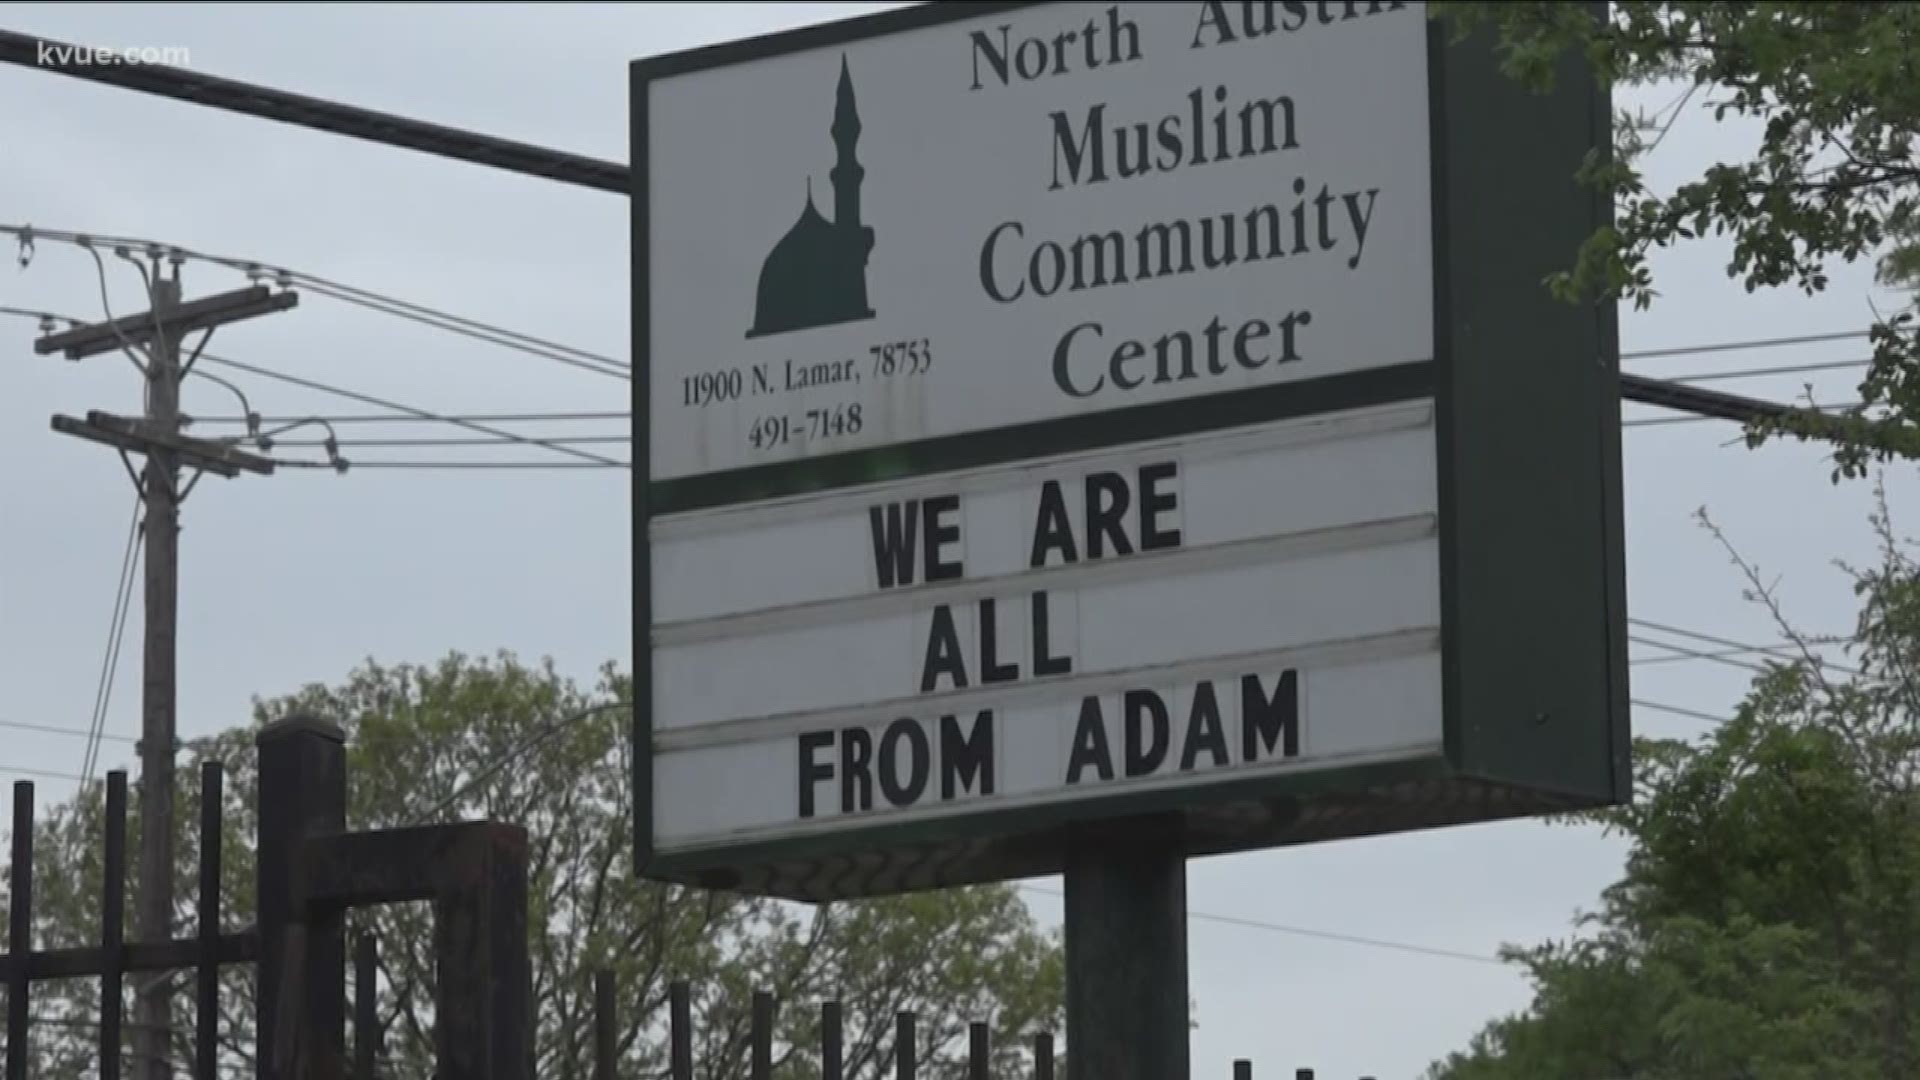 kvue.com
North Austin
Muslim
Community
Center
11900 N. Lamar, 78753
491-7148
WE ARE
ALL
FROM ADAM